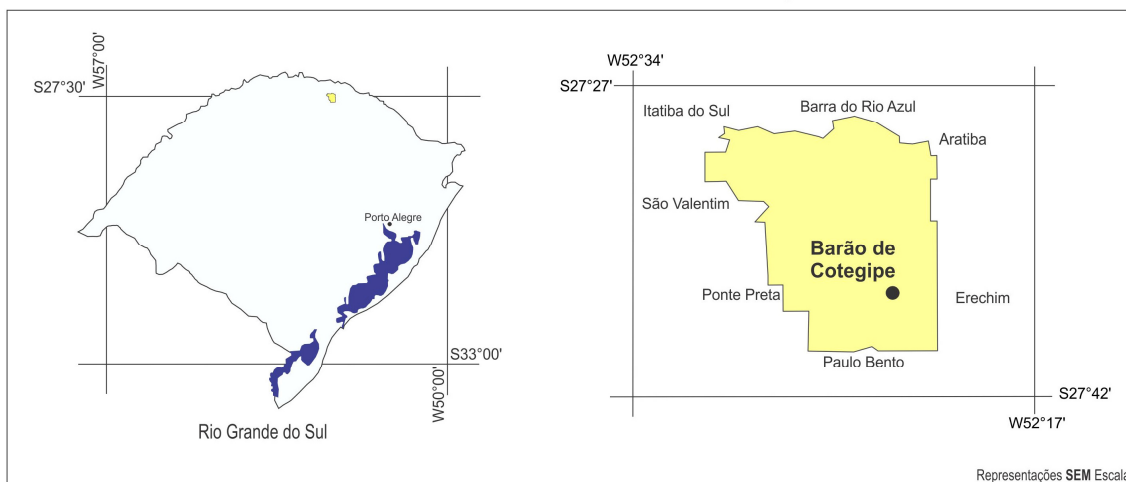 W57°00'
S27°30'
Porto Alegre
S33°00'
W50°00'
Rio Grande do Sul
W52°34'
S27°27'
Itatiba do Sul
Barra do Rio Azul
Aratiba
São Valentim
Barão de
Cotegipe
Ponte Preta
Erechim
Paulo Bento
S27°42'
W52°17'
Representações SEM Escala